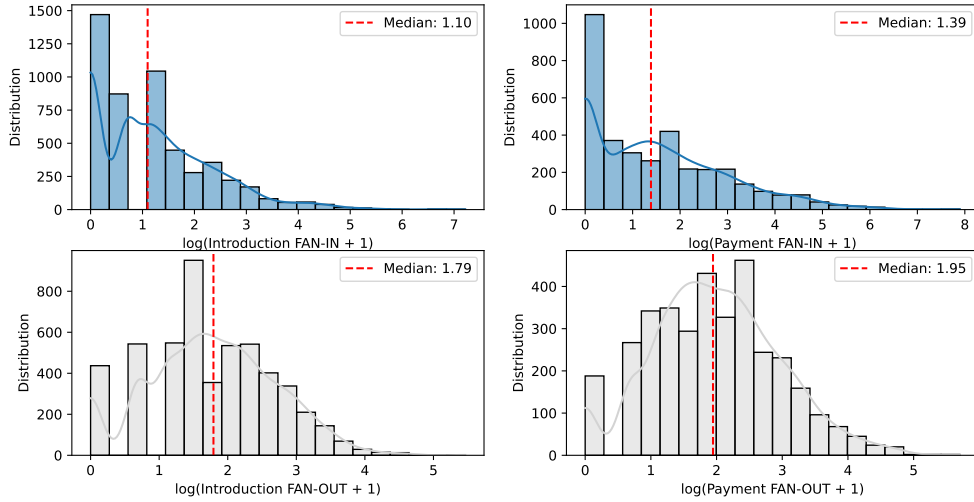 1500
1250
1000
750
500
250
0
Distribution
Median: 1.10
0 1 2 3 4 5 6 7
log(Introduction FAN-IN + 1)
1000
800
600
400
200
0
Distribution
Median: 1.39
0 1 2 3 4 5 6 7 8
log(Payment FAN-IN + 1)
800
600
400
200
0
Distribution
Median: 1.79
0 1 2 3 4 5
log(Introduction FAN-OUT + 1)
400
300
200
100
0
Distribution
Median: 1.95
0 1 2 3 4 5
log(Payment FAN-OUT + 1)